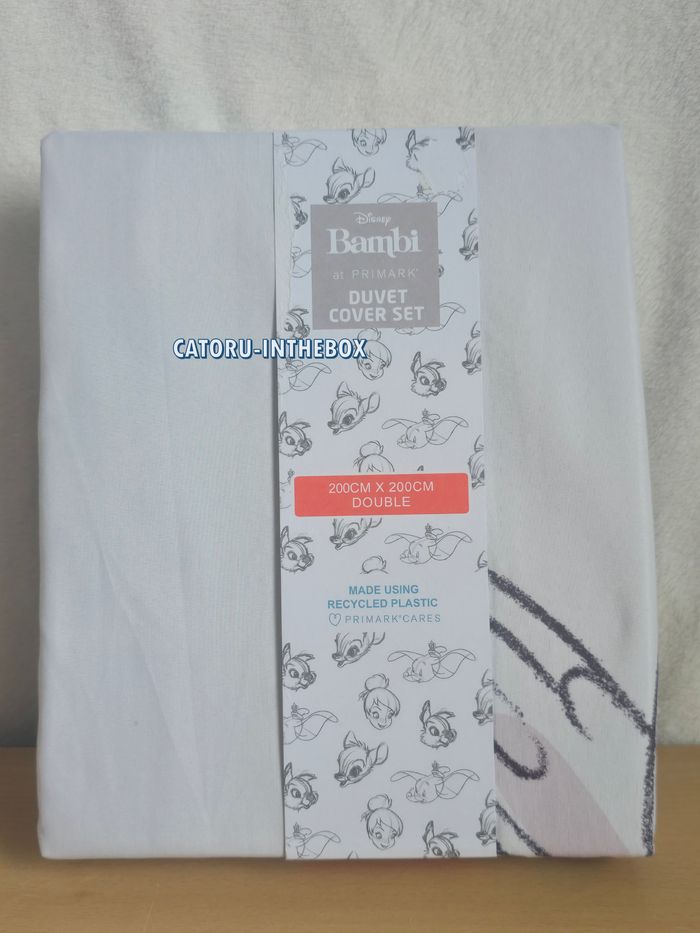 Disney
Bambi
at PRIMARK®
DUVET
COVER SET
CATORU-INTHEBOX
200CM X 200CM
DOUBLE
MADE USING
RECYCLED PLASTIC
PRIMARK®CARES